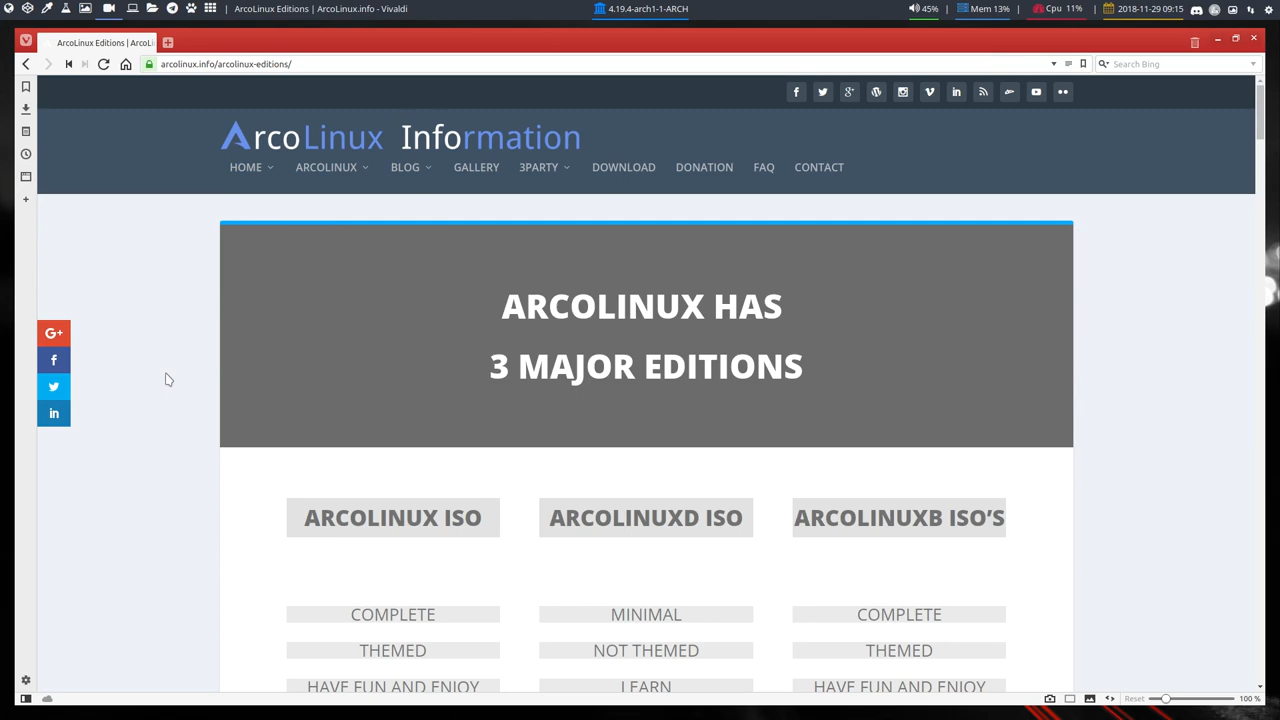 ArcoLinux Editions | ArcoLinux.info - Vivaldi
4.19.4-arch1-1-ARCH
45%
Mem 13%
Cpu 11%
2018-11-29 09:15
ArcoLinux Editions | ArcoLi
arcolinux.info/arcolinux-editions/
Search Bing
ArcoLinux Information
HOME
ARCOLINUX
BLOG
GALLERY
3PARTY
DOWNLOAD
DONATION
FAQ
CONTACT
ARCOLINUX HAS
3 MAJOR EDITIONS
G+
ARCOLINUX ISO
ARCOLINUXD ISO
ARCOLINUXB ISO’S
COMPLETE
MINIMAL
COMPLETE
THEMED
NOT THEMED
THEMED
HAVE FUN AND ENJOY
LEARN
HAVE FUN AND ENJOY
Reset
100 %